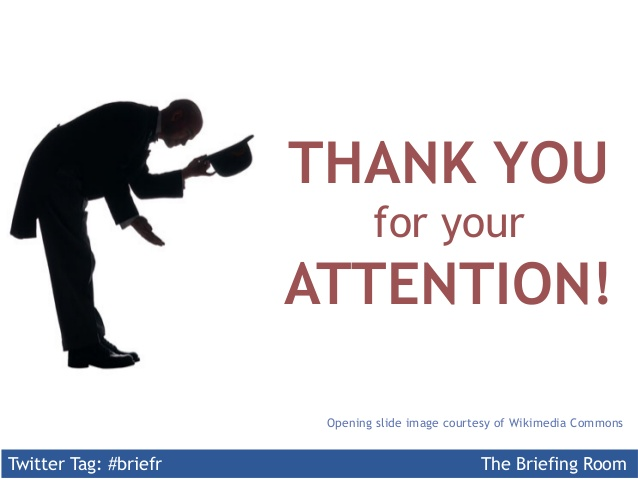 THANK YOU
for your
ATTENTION!
Opening slide image courtesy of Wikimedia Commons
Twitter Tag: #briefr
The Briefing Room